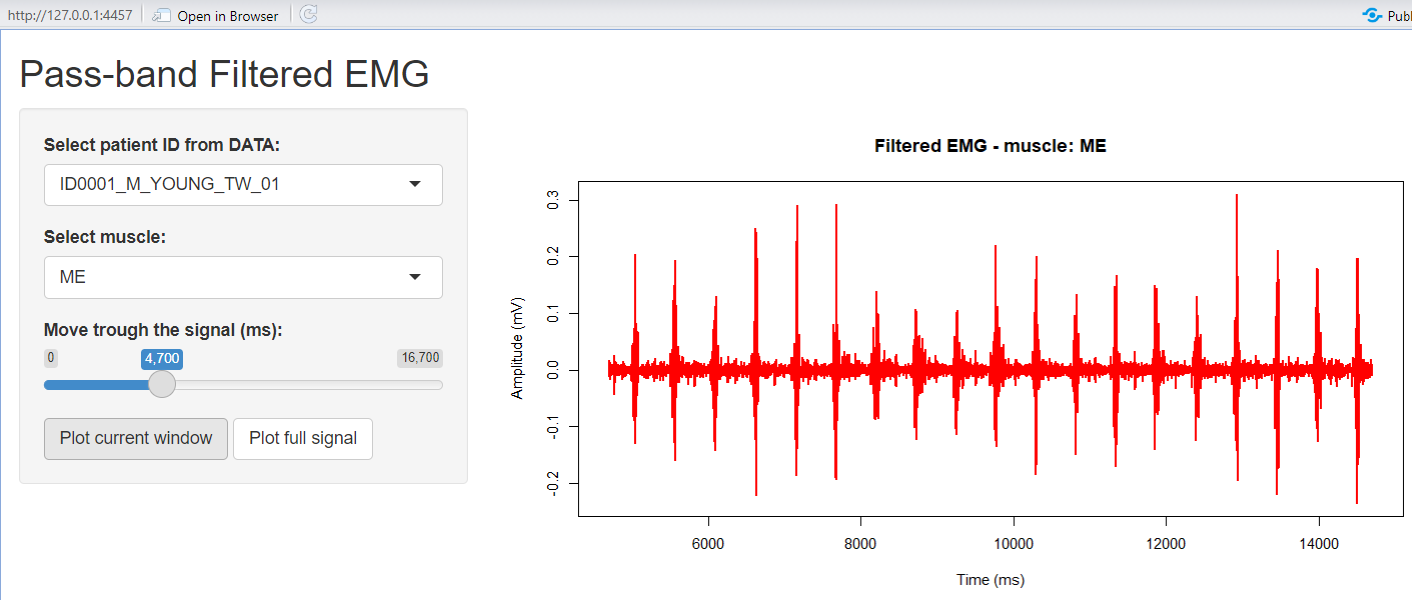 http://127.0.0.1:4457 Open in Browser Publ
Pass-band Filtered EMG
Select patient ID from DATA:
ID0001_M_YOUNG_TW_01
Select muscle:
ME
Move trough the signal (ms):
0 4,700 16,700
Plot current window Plot full signal
Filtered EMG - muscle: ME
Amplitude (mV)
0.3
0.2
0.1
0.0
-0.1
-0.2
6000 8000 10000 12000 14000
Time (ms)